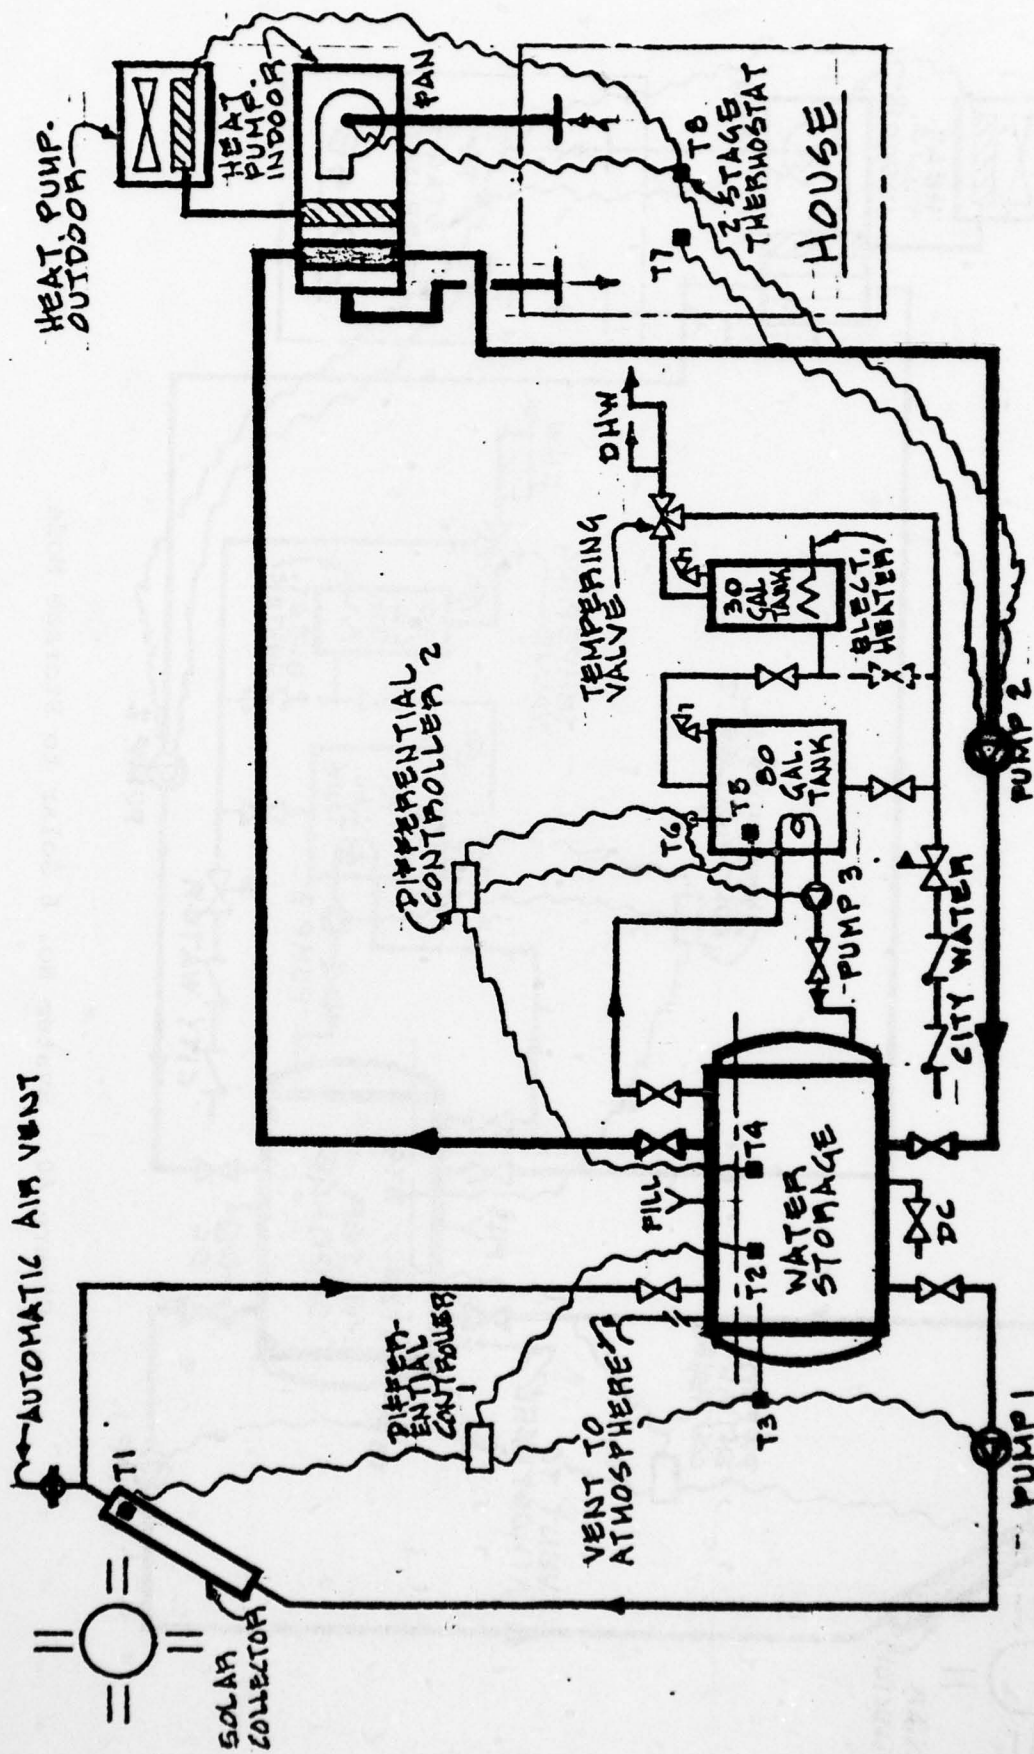 AUTOMATIC AIR VENT
T1
SOLAR
COLLECTOR
DIFFER-
ENTIAL
CONTROLLER
1
VENT TO
ATMOSPHERE
T3
PUMP 1
FILL
T2
T4
WATER
STORAGE
DC
DIFFERENTIAL
CONTROLLER 2
T6
T5
80
GAL.
TANK
PUMP 3
CITY WATER
TEMPERING
VALVE
30
GAL
TANK
ELECT.
HEATER
DHW
PUMP 2
HEAT PUMP.
OUTDOOR
HEAT
PUMP.
INDOOR
FAN
T7
T8
2 STAGE
THERMOSTAT
HOUSE